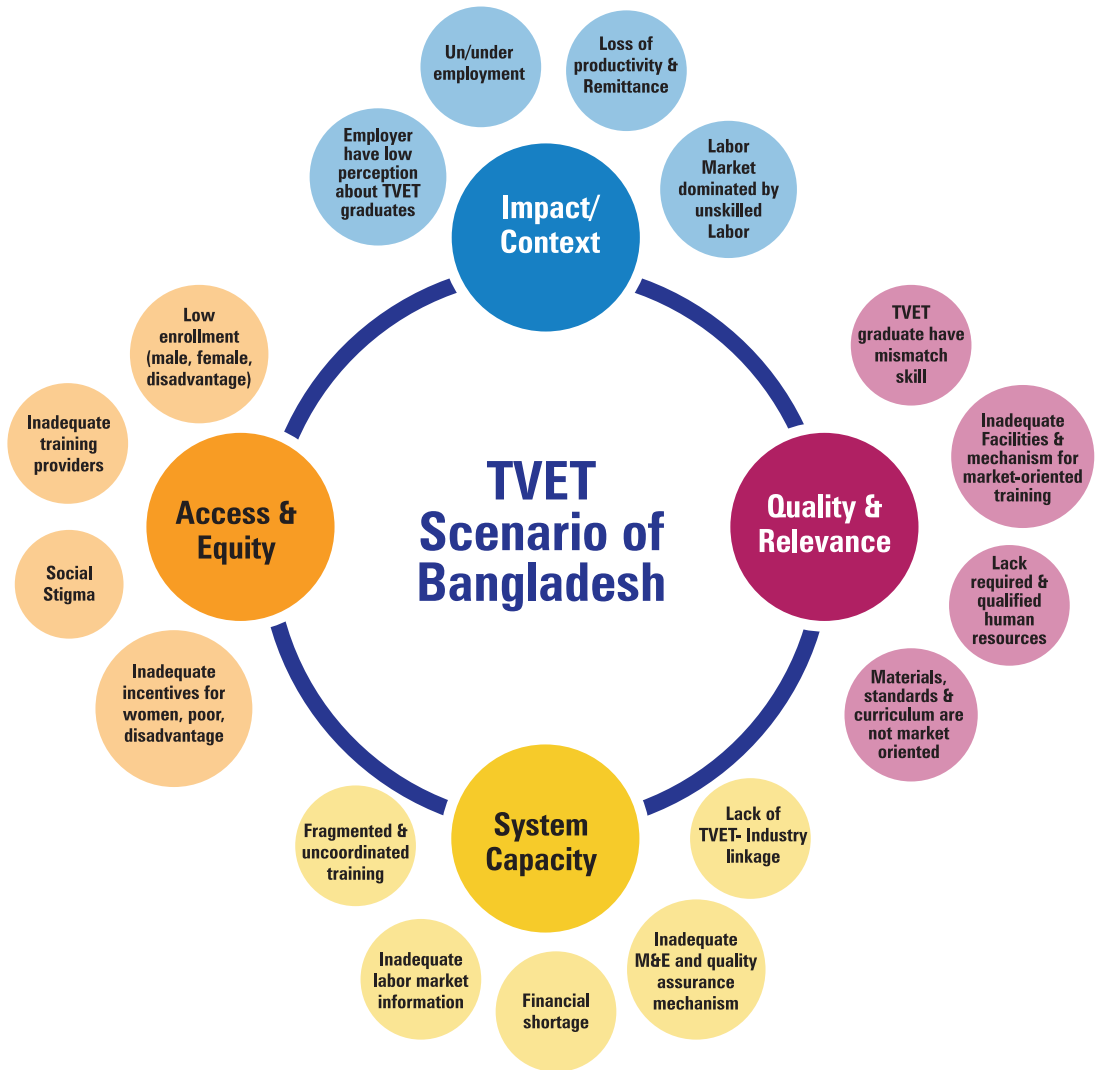 Un/under
employment
Loss of
productivity &
Remittance
Employer
have low
perception
about TVET
graduates
Labor
Market
dominated by
unskilled
Labor
Impact/
Context
Low
enrollment
(male, female,
disadvantage)
Inadequate
training
providers
Social
Stigma
Inadequate
incentives for
women, poor,
disadvantage
Access &
Equity
TVET
Scenario of
Bangladesh
Quality &
Relevance
TVET
graduate have
mismatch
skill
Inadequate
Facilities &
mechanism for
market-oriented
training
Lack
required &
qualified
human
resources
Materials,
standards &
curriculum are
not market
oriented
System
Capacity
Fragmented &
uncoordinated
training
Inadequate
labor market
information
Financial
shortage
Inadequate
M&E and quality
assurance
mechanism
Lack of
TVET- Industry
linkage